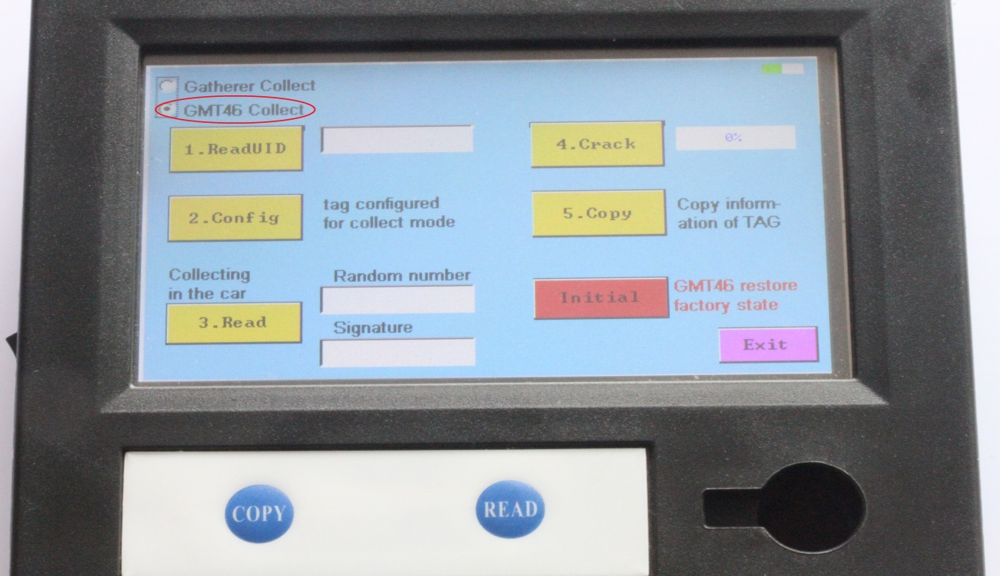 Gatherer Collect
GMT46 Collect
1.ReadUID
4.Crack
0%
2.Config
tag configured
for collect mode
5.Copy
Copy inform-
ation of TAG
Collecting
in the car
3.Read
Random number
Signature
Initial
GMT46 restore
factory state
Exit
COPY
READ